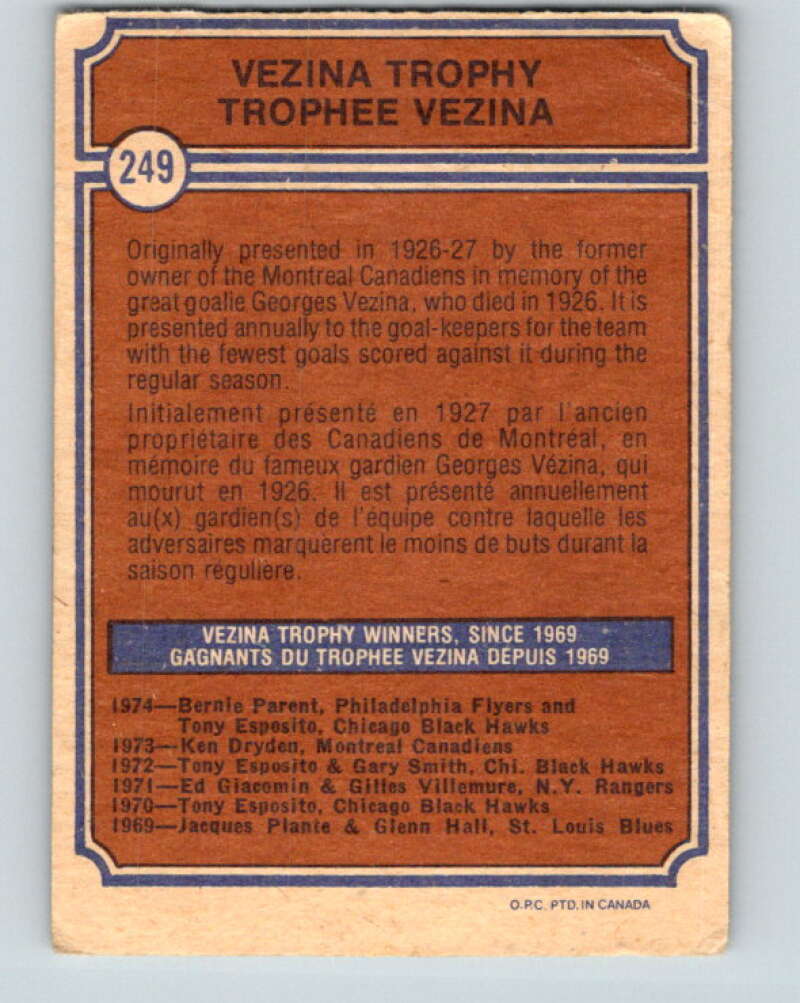 VEZINA TROPHY
TROPHEE VEZINA
249
Originally presented in 1926-27 by the former
owner of the Montreal Canadiens in memory of the
great goalie Georges Vezina, who died in 1926. It is
presented annually to the goal-keepers for the team
with the fewest goals scored against it during the
regular season.
Initialement présenté en 1927 par l'ancien
propriétaire des Canadiens de Montréal, en
mémoire du fameux gardien Georges Vézina, qui
mourut en 1926. Il est présenté annuellement
au(x) gardien(s) de l'équipe contre laquelle les
adversaires marquèrent le moins de buts durant la
saison régulière.
VEZINA TROPHY WINNERS, SINCE 1969
GAGNANTS DU TROPHEE VEZINA DEPUIS 1969
1974—Bernie Parent, Philadelphia Flyers and
Tony Esposito, Chicago Black Hawks
1973—Ken Dryden, Montreal Canadiens
1972—Tony Esposito & Gary Smith, Chi. Black Hawks
1971—Ed Giacomin & Gilles Villemure, N.Y. Rangers
1970—Tony Esposito, Chicago Black Hawks
1969—Jacques Plante & Glenn Hall, St. Louis Blues
O.P.C. PTD. IN CANADA